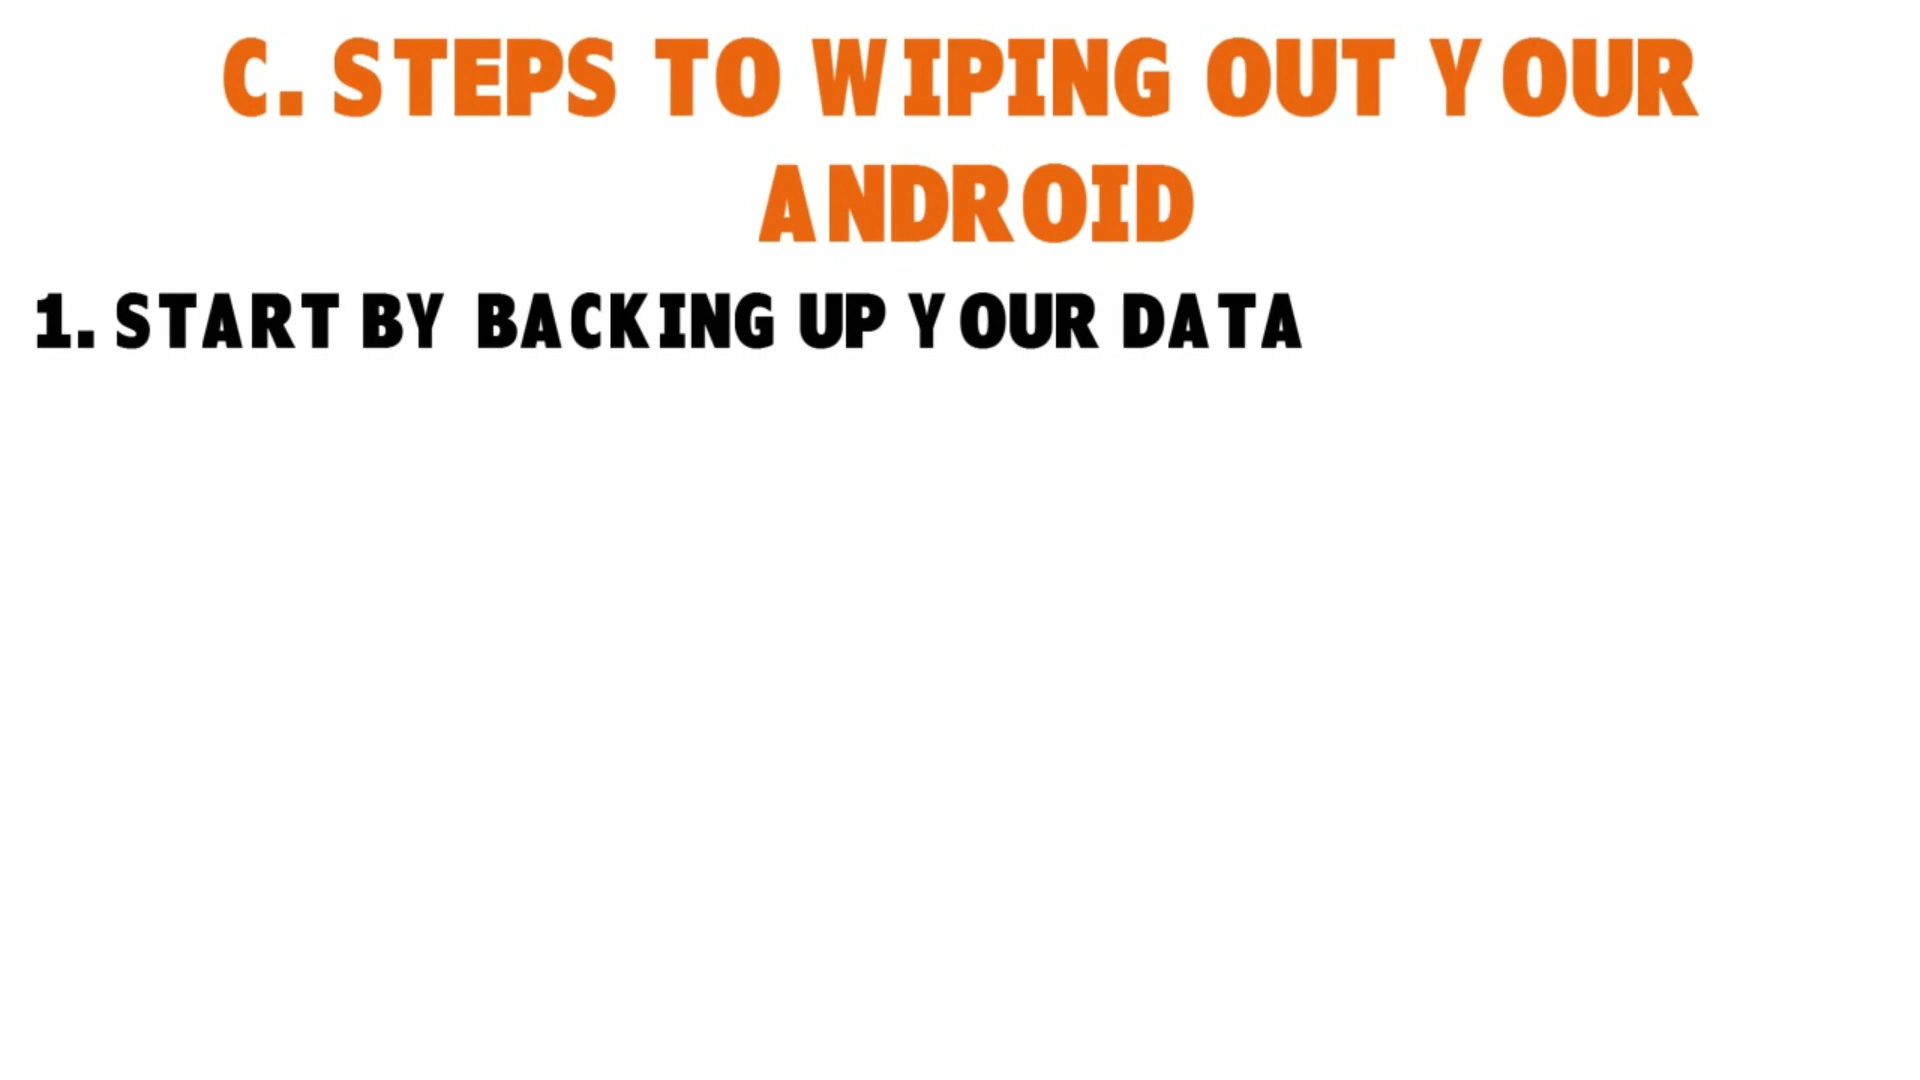 C. STEPS TO WIPING OUT YOUR
ANDROID
1. START BY BACKING UP YOUR DATA